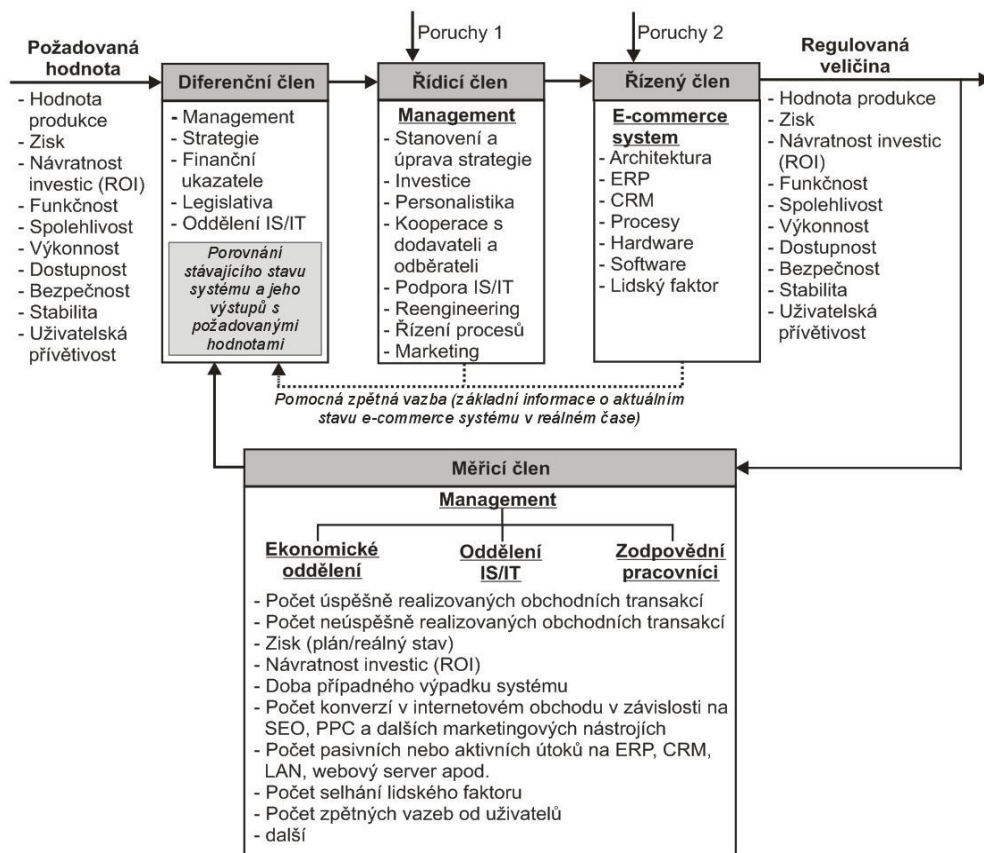 Požadovaná
hodnota
- Hodnota
produkce
- Zisk
- Návratnost
investic (ROI)
- Funkčnost
- Spolehlivost
- Výkonnost
- Dostupnost
- Bezpečnost
- Stabilita
- Uživatelská
přívětivost
Diferenční člen
- Management
- Strategie
- Finanční
ukazatele
- Legislativa
- Oddělení IS/IT
Porovnání
stávajícího stavu
systému a jeho
výstupů s
požadovanými
hodnotami
Poruchy 1
Řídicí člen
Management
- Stanovení a
úprava strategie
- Investice
- Personalistika
- Kooperace s
dodavateli a
odběrateli
- Podpora IS/IT
- Reengineering
- Řízení procesů
- Marketing
Poruchy 2
Řízený člen
E-commerce
system
- Architektura
- ERP
- CRM
- Procesy
- Hardware
- Software
- Lidský faktor
Regulovaná
veličina
- Hodnota produkce
- Zisk
- Návratnost investic
(ROI)
- Funkčnost
- Spolehlivost
- Výkonnost
- Dostupnost
- Bezpečnost
- Stabilita
- Uživatelská
přívětivost
Pomocná zpětná vazba (základní informace o aktuálním
stavu e-commerce systému v reálném čase)
Měřicí člen
Management
Ekonomické
oddělení
Oddělení
IS/IT
Zodpovědní
pracovníci
- Počet úspěšně realizovaných obchodních transakcí
- Počet neúspěšně realizovaných obchodních transakcí
- Zisk (plán/reálný stav)
- Návratnost investic (ROI)
- Doba případného výpadku systému
- Počet konverzí v internetovém obchodu v závislosti na
SEO, PPC a dalších marketingových nástrojích
- Počet pasivních nebo aktivních útoků na ERP, CRM,
LAN, webový server apod.
- Počet selhání lidského faktoru
- Počet zpětných vazeb od uživatelů
- další